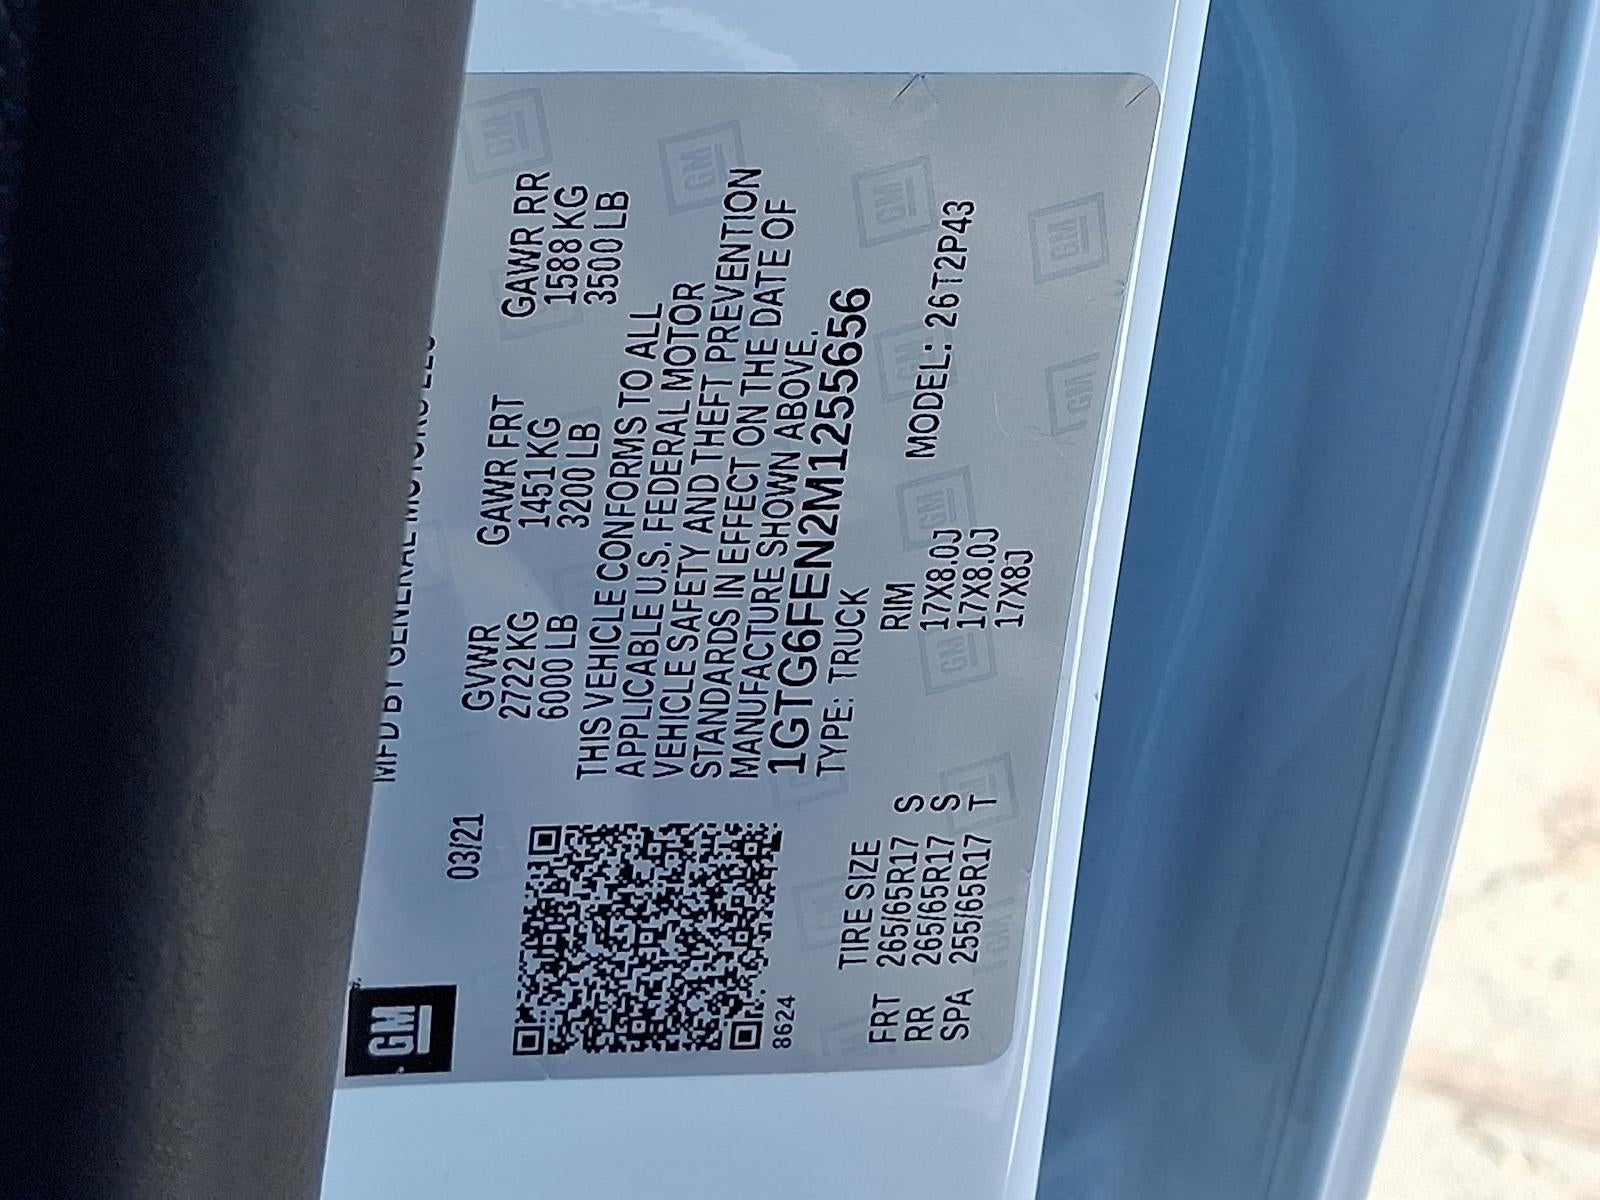 GM
MFD BY GENERAL MOTORS LLC
03/21
GVWR GAWR FRT GAWR RR
2722 KG 1451 KG 1588 KG
6000 LB 3200 LB 3500 LB
THIS VEHICLE CONFORMS TO ALL
APPLICABLE U.S. FEDERAL MOTOR
VEHICLE SAFETY AND THEFT PREVENTION
STANDARDS IN EFFECT ON THE DATE OF
MANUFACTURE SHOWN ABOVE.
1GTG6FEN2M1255656
TYPE: TRUCK
8624
MODEL: 26T2P43
TIRE SIZE RIM
FRT 265/65R17 S 17X8.0J
RR 265/65R17 S 17X8.0J
SPA 255/65R17 T 17X8J